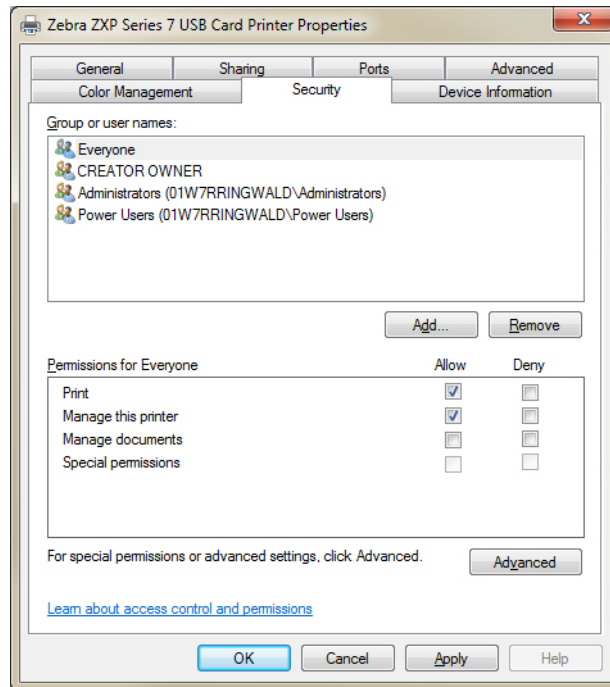 Zebra ZXP Series 7 USB Card Printer Properties
General Sharing Ports Advanced
Color Management Security Device Information
Group or user names:
Everyone
CREATOR OWNER
Administrators (01W7RRINGWALD\Administrators)
Power Users (01W7RRINGWALD\Power Users)
Add... Remove
Permissions for Everyone Allow Deny
Print
Manage this printer
Manage documents
Special permissions
For special permissions or advanced settings, click Advanced. Advanced
Learn about access control and permissions
OK Cancel Apply Help